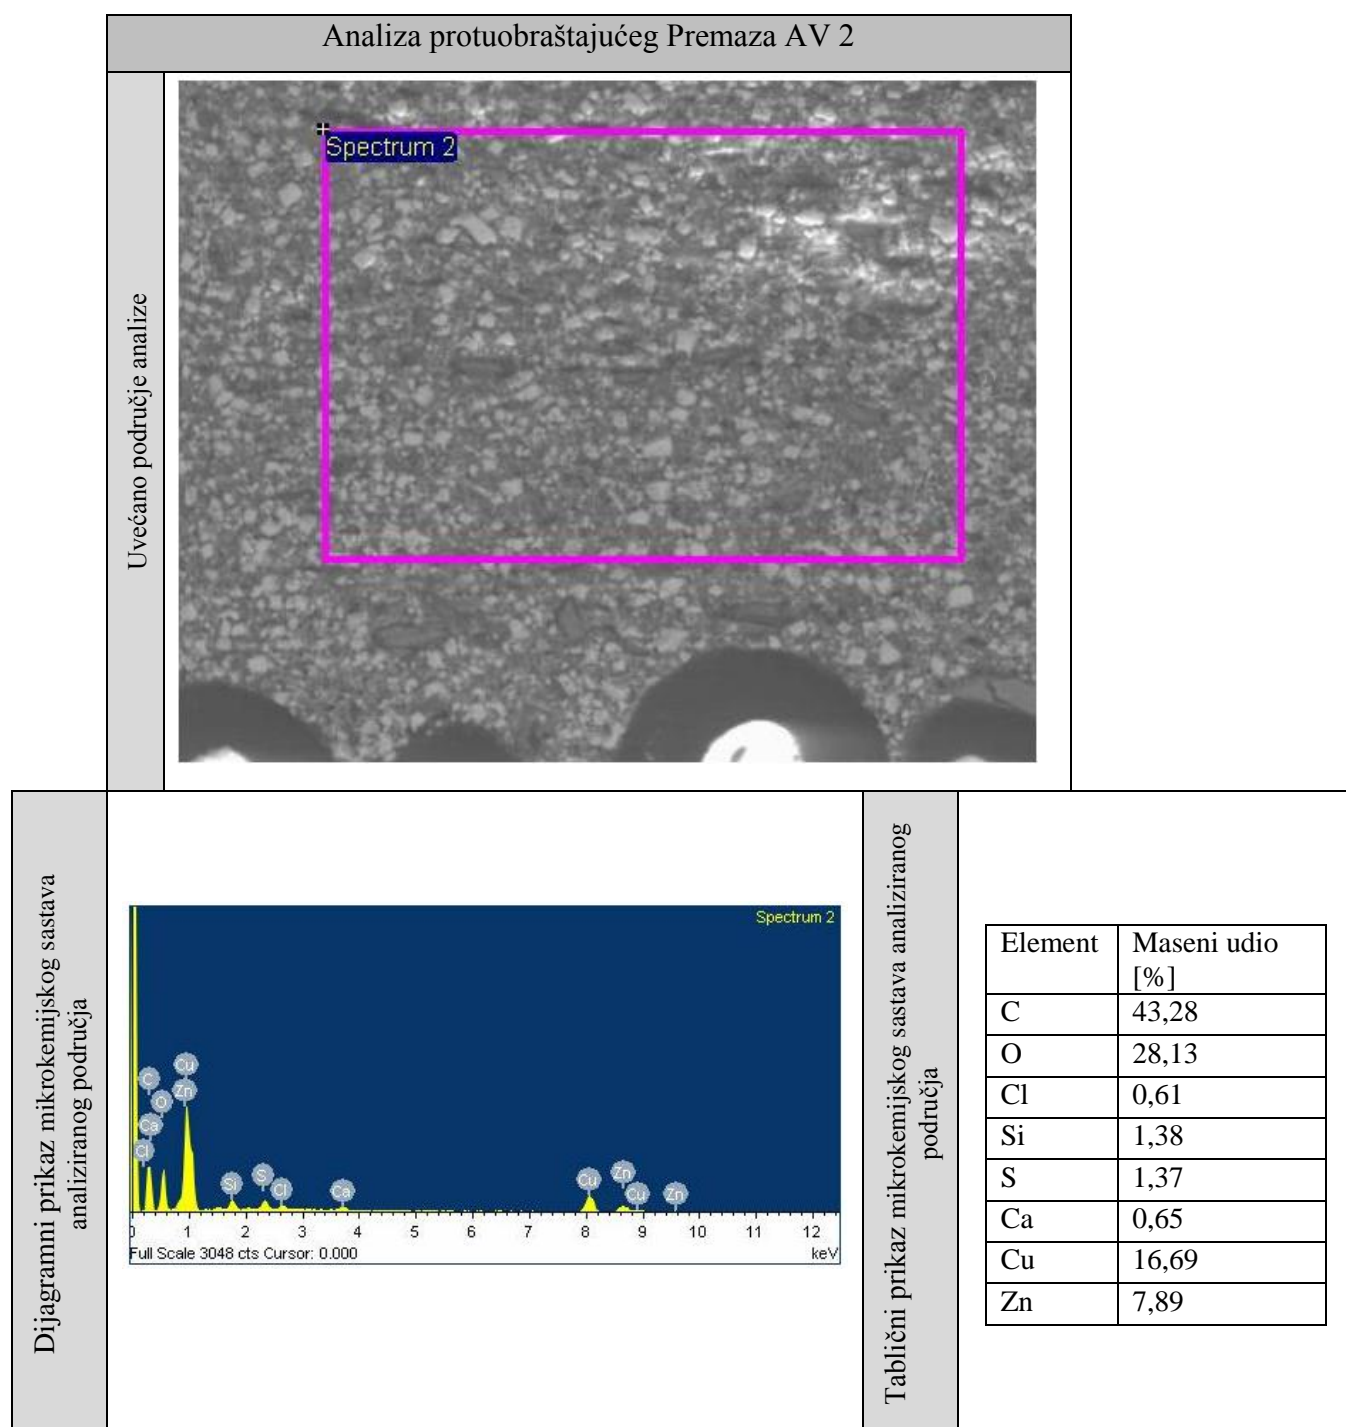 Analiza protuobraštajućeg Premaza AV 2
Uvećano područje analize
Spectrum 2
Dijagramni prikaz mikrokemijskog sastava
analiziranog područja
Spectrum 2
C
O
Ca
Cl
Cu
Zn
Si
S
Cl
Ca
Cu
Zn
Cu
Zn
0 1 2 3 4 5 6 7 8 9 10 11 12
Full Scale 3048 cts Cursor: 0.000 keV
Tablični prikaz mikrokemijskog sastava analiziranog
područja
Element Maseni udio
[%]
C 43,28
O 28,13
Cl 0,61
Si 1,38
S 1,37
Ca 0,65
Cu 16,69
Zn 7,89